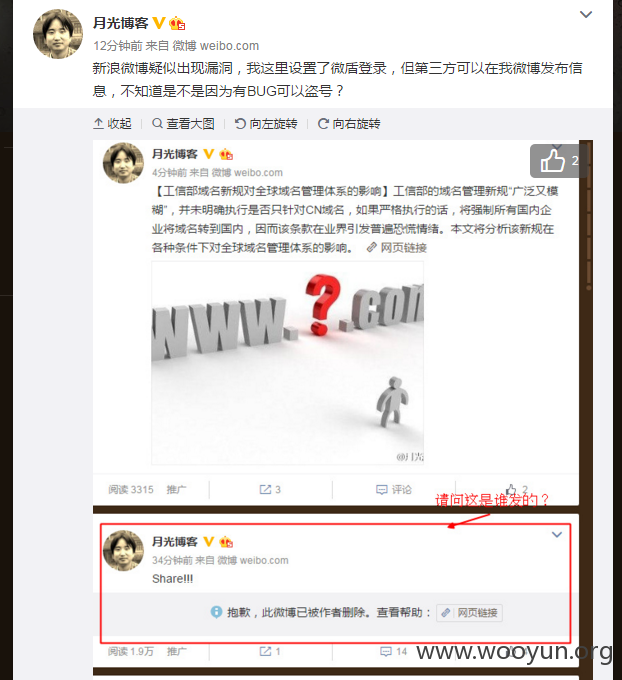 月光博客
12分钟前 来自 微博 weibo.com
新浪微博疑似出现漏洞，我这里设置了微盾登录，但第三方可以在我微博发布信
息，不知道是不是因为有BUG可以盗号？
收起 查看大图 向左旋转 向右旋转
月光博客
2
4分钟前 来自 微博 weibo.com
【工信部域名新规对全球域名管理体系的影响】工信部的域名管理新规"广泛又模
糊"，并未明确执行是否只针对CN域名，如果严格执行的话，将强制所有国内企
业将域名转到国内，因而该条款在业界引发普遍恐慌情绪。本文将分析该新规在
各种条件下对全球域名管理体系的影响。 网页链接
www.?.com
阅读 3315 推广 3 评论 2
请问这是谁发的？
月光博客
34分钟前 来自 微博 weibo.com
Share!!!
抱歉，此微博已被作者删除。查看帮助： 网页链接
阅读 1.9万 推广 1 14
www.wooyun.org